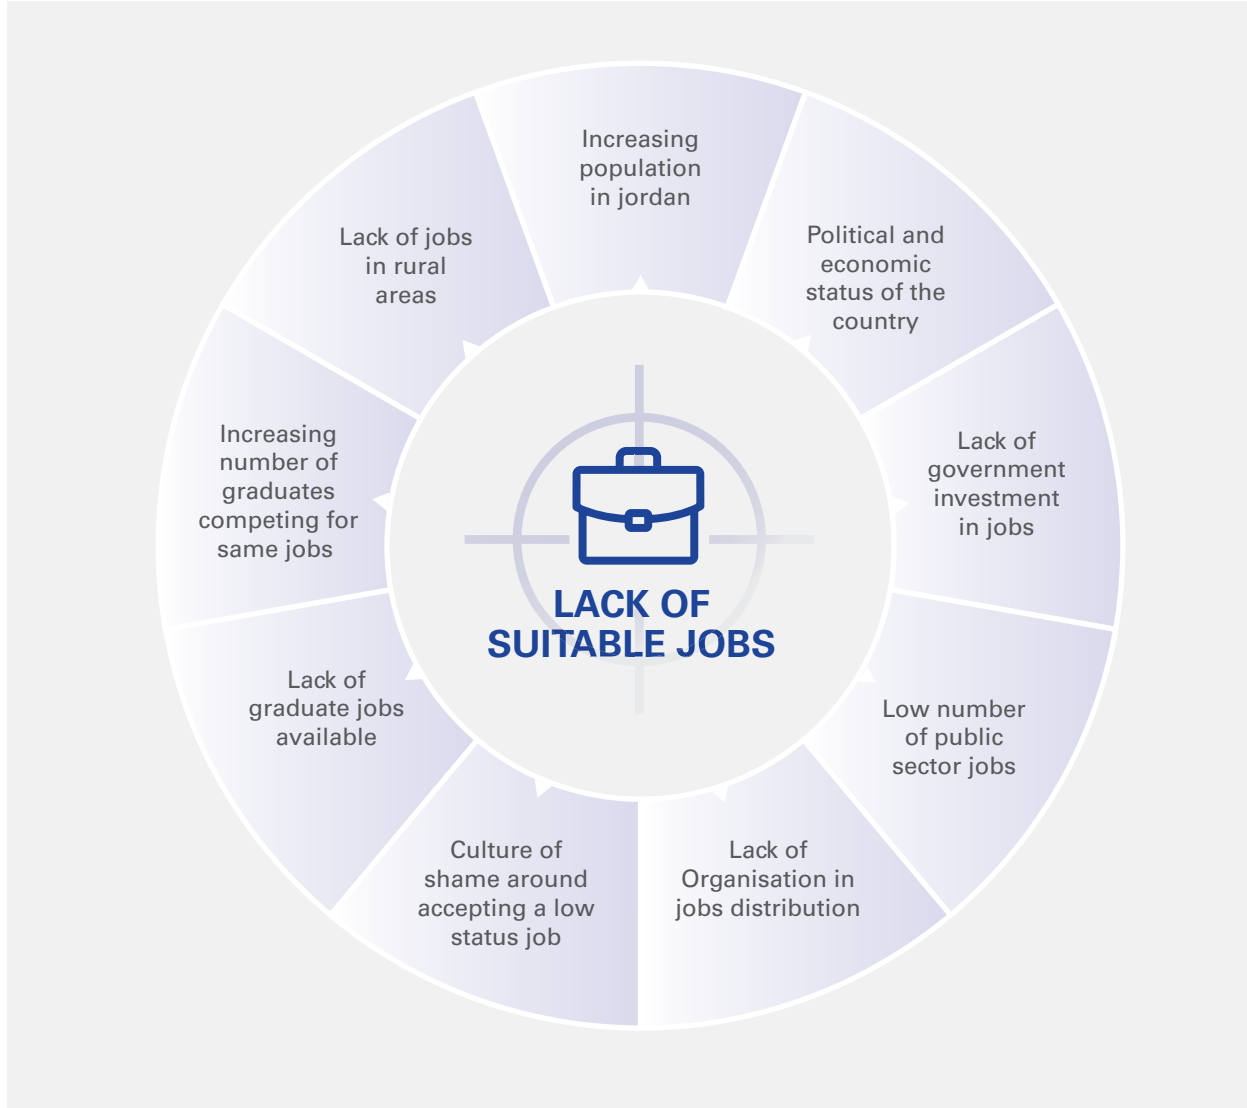 Increasing
population
in jordan
Political and
economic
status of the
country
Lack of
government
investment
in jobs
Low number
of public
sector jobs
Lack of
Organisation in
jobs distribution
Culture of
shame around
accepting a low
status job
Lack of
graduate jobs
available
Increasing
number of
graduates
competing for
same jobs
Lack of jobs
in rural
areas
LACK OF
SUITABLE JOBS